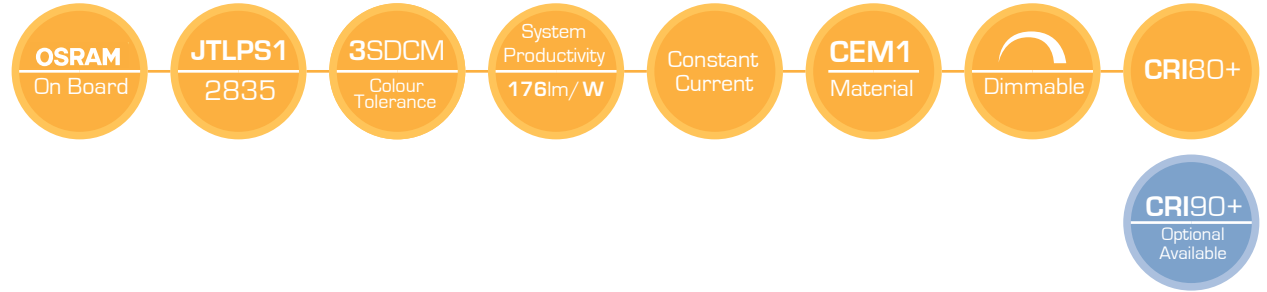 OSRAM
On Board
JTLPS1
2835
3SDCM
Colour
Tolerance
System
Productivity
176lm/W
Constant
Current
CEM1
Material
Dimmable
CRI80+
CRI90+
Optional
Available